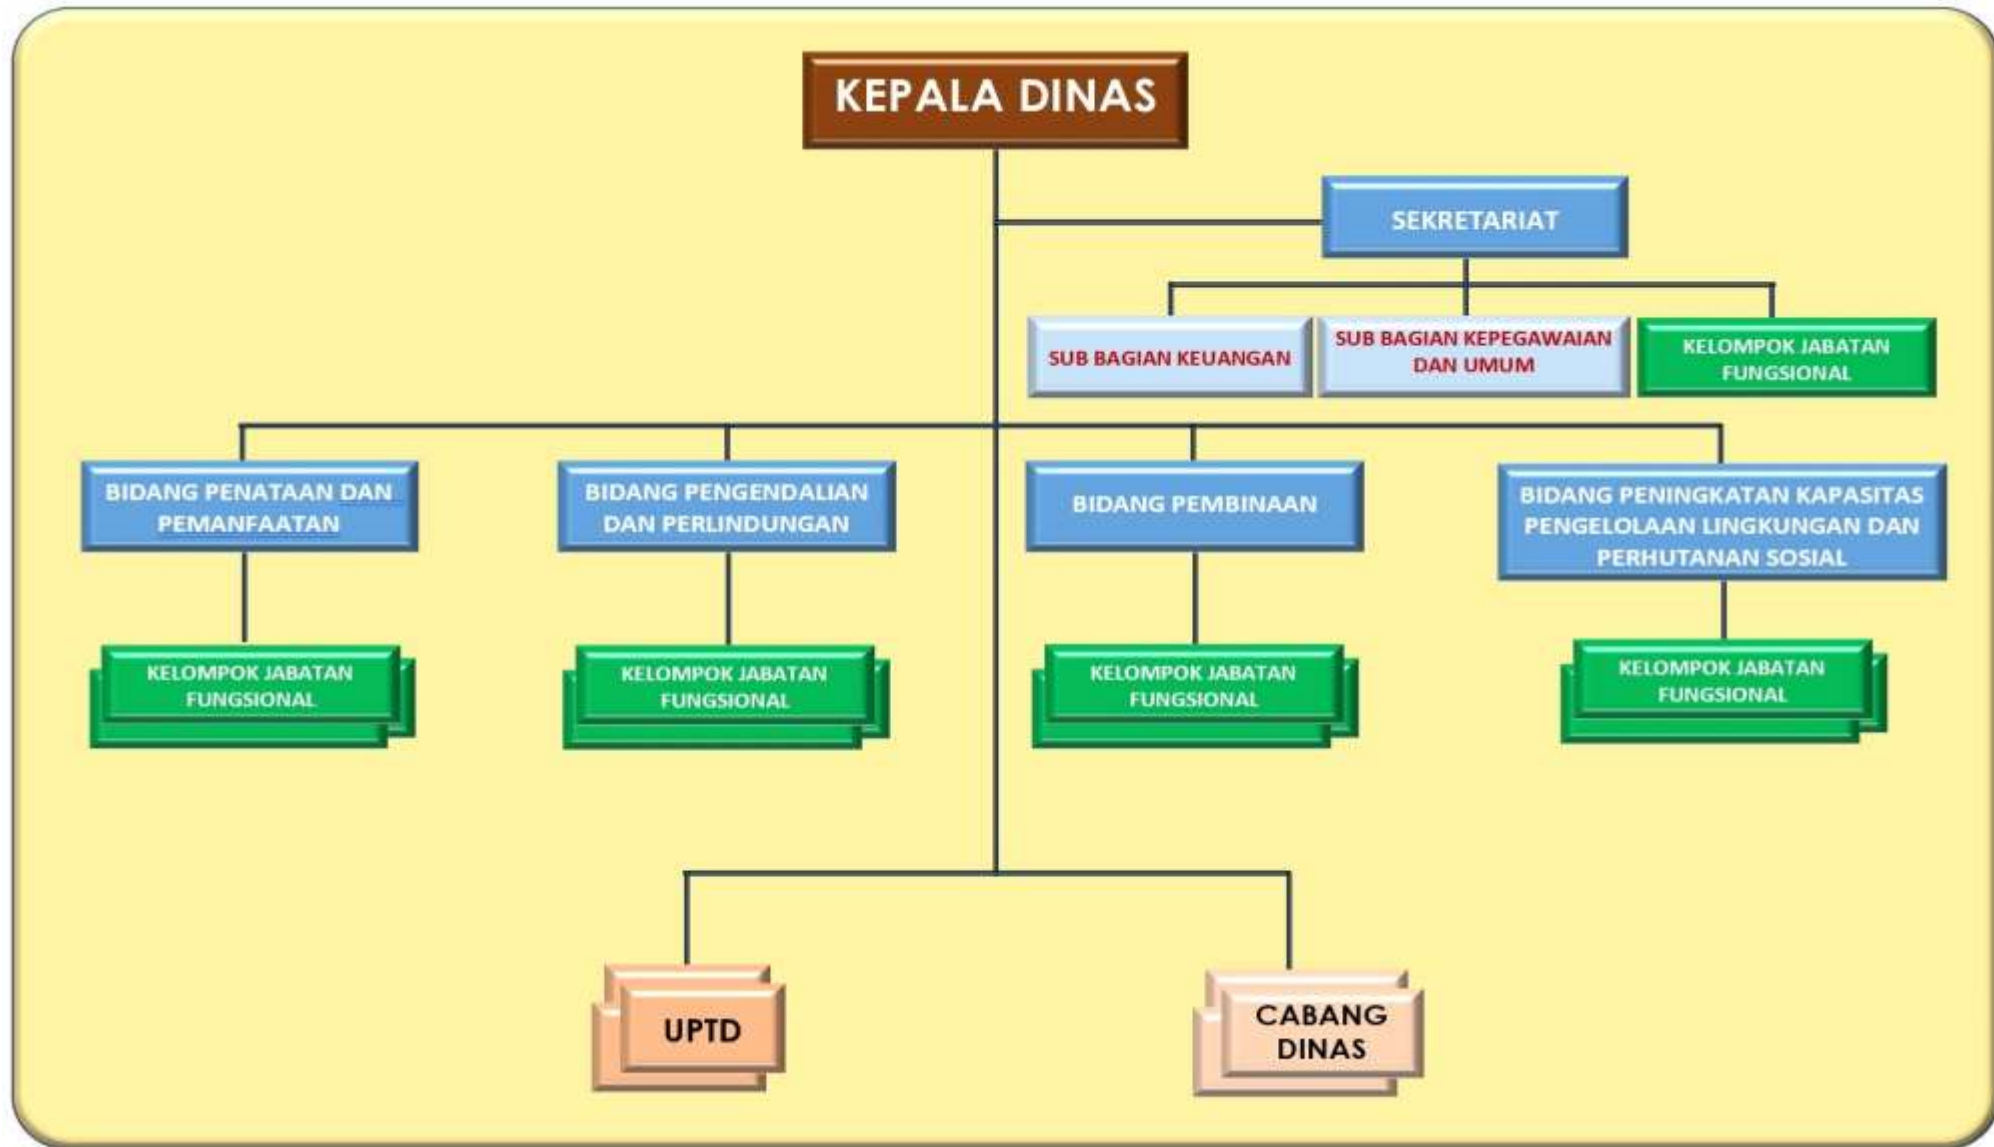 KEPALA DINAS
SEKRETARIAT
SUB BAGIAN KEUANGAN
SUB BAGIAN KEPEGAWAIAN
DAN UMUM
KELOMPOK JABATAN
FUNGSIONAL
BIDANG PENATAAN DAN
PEMANFAATAN
BIDANG PENGENDALIAN
DAN PERLINDUNGAN
BIDANG PEMBINAAN
BIDANG PENINGKATAN KAPASITAS
PENGELOLAAN LINGKUNGAN DAN
PERHUTANAN SOSIAL
KELOMPOK JABATAN
FUNGSIONAL
KELOMPOK JABATAN
FUNGSIONAL
KELOMPOK JABATAN
FUNGSIONAL
KELOMPOK JABATAN
FUNGSIONAL
UPTD
CABANG
DINAS